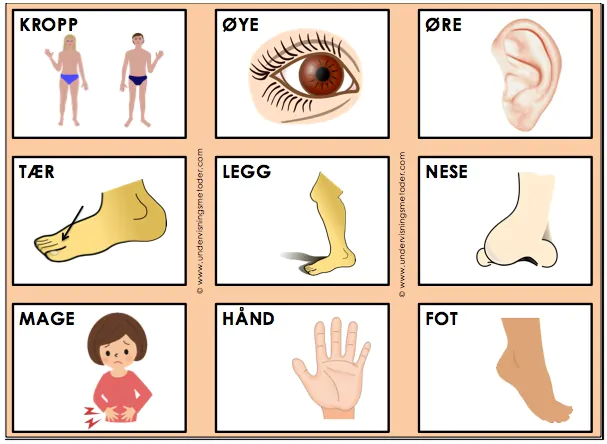 KROPP
ØYE
ØRE
TÆR
LEGG
NESE
MAGE
HÅND
FOT
© www.undervisningsmetoder.com
© www.undervisningsmetoder.com